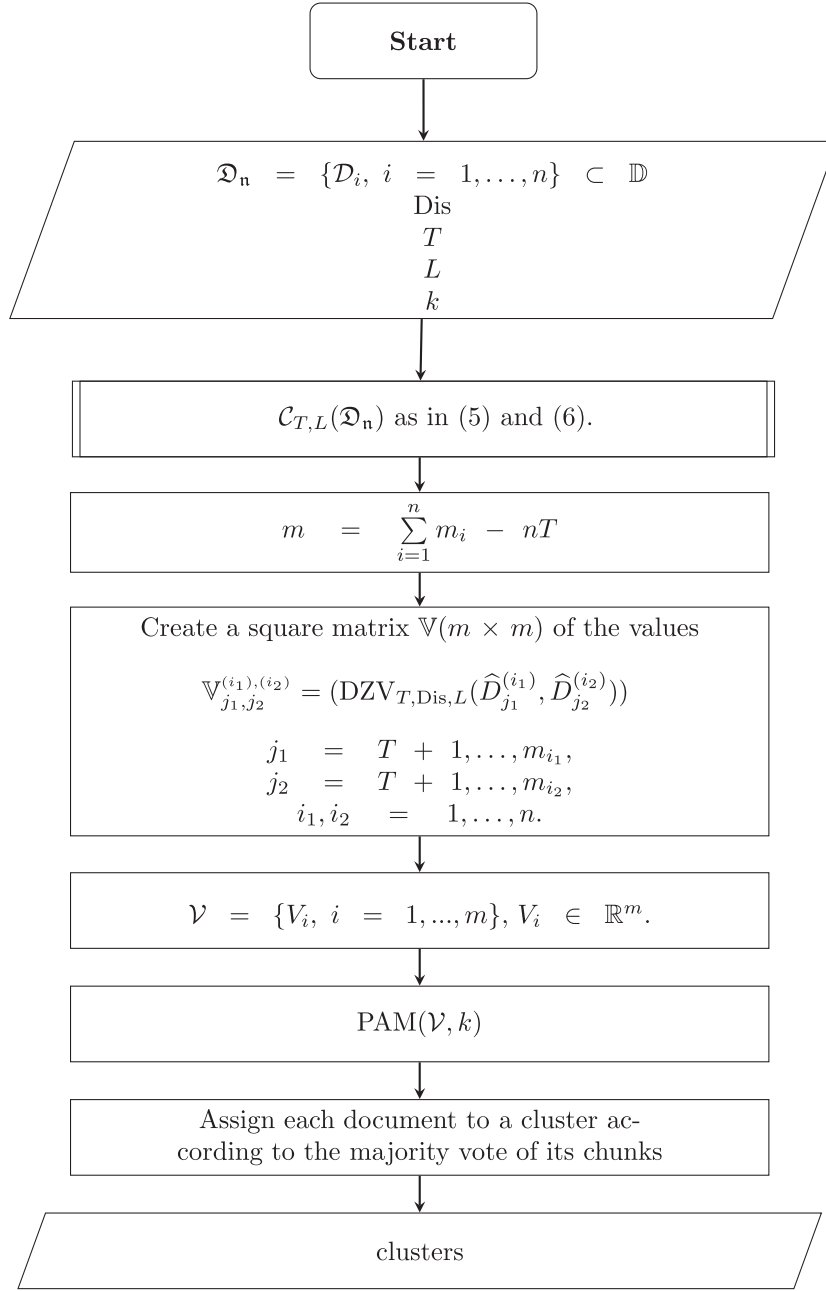 Start
𝔇ₙ = {𝒟ᵢ, i = 1, . . . , n} ⊂ 𝔻
Dis
T
L
k
𝒞_{T,L}(𝔇ₙ) as in (5) and (6).
m = ∑_{i=1}^{n} mᵢ − nT
Create a square matrix 𝕍(m × m) of the values
𝕍_{j₁,j₂}^{(i₁),(i₂)} = (DZV_{T,Dis,L}(D̂_{j₁}^{(i₁)}, D̂_{j₂}^{(i₂)}))
j₁ = T + 1, . . . , m_{i₁},
j₂ = T + 1, . . . , m_{i₂},
i₁, i₂ = 1, . . . , n.
𝒱 = {Vᵢ, i = 1, ..., m}, Vᵢ ∈ ℝᵐ.
PAM(𝒱, k)
Assign each document to a cluster ac-
cording to the majority vote of its chunks
clusters